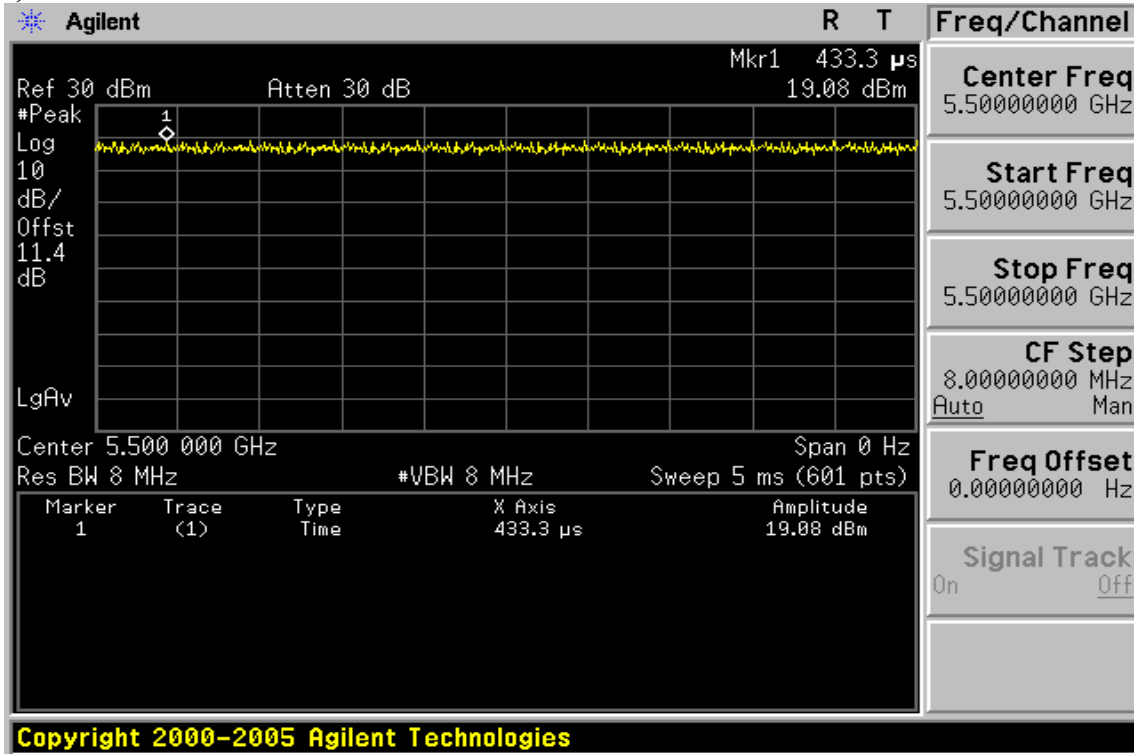 Agilent R T Freq/Channel
Mkr1 433.3 µs
Ref 30 dBm Atten 30 dB 19.08 dBm
#Peak
Log
10
dB/
Offst
11.4
dB
LgAv
1
Center 5.500 000 GHz Span 0 Hz
Res BW 8 MHz #VBW 8 MHz Sweep 5 ms (601 pts)
Marker Trace Type X Axis Amplitude
1 (1) Time 433.3 µs 19.08 dBm
Center Freq
5.50000000 GHz
Start Freq
5.50000000 GHz
Stop Freq
5.50000000 GHz
CF Step
8.00000000 MHz
Auto Man
Freq Offset
0.00000000 Hz
Signal Track
On Off
Copyright 2000-2005 Agilent Technologies